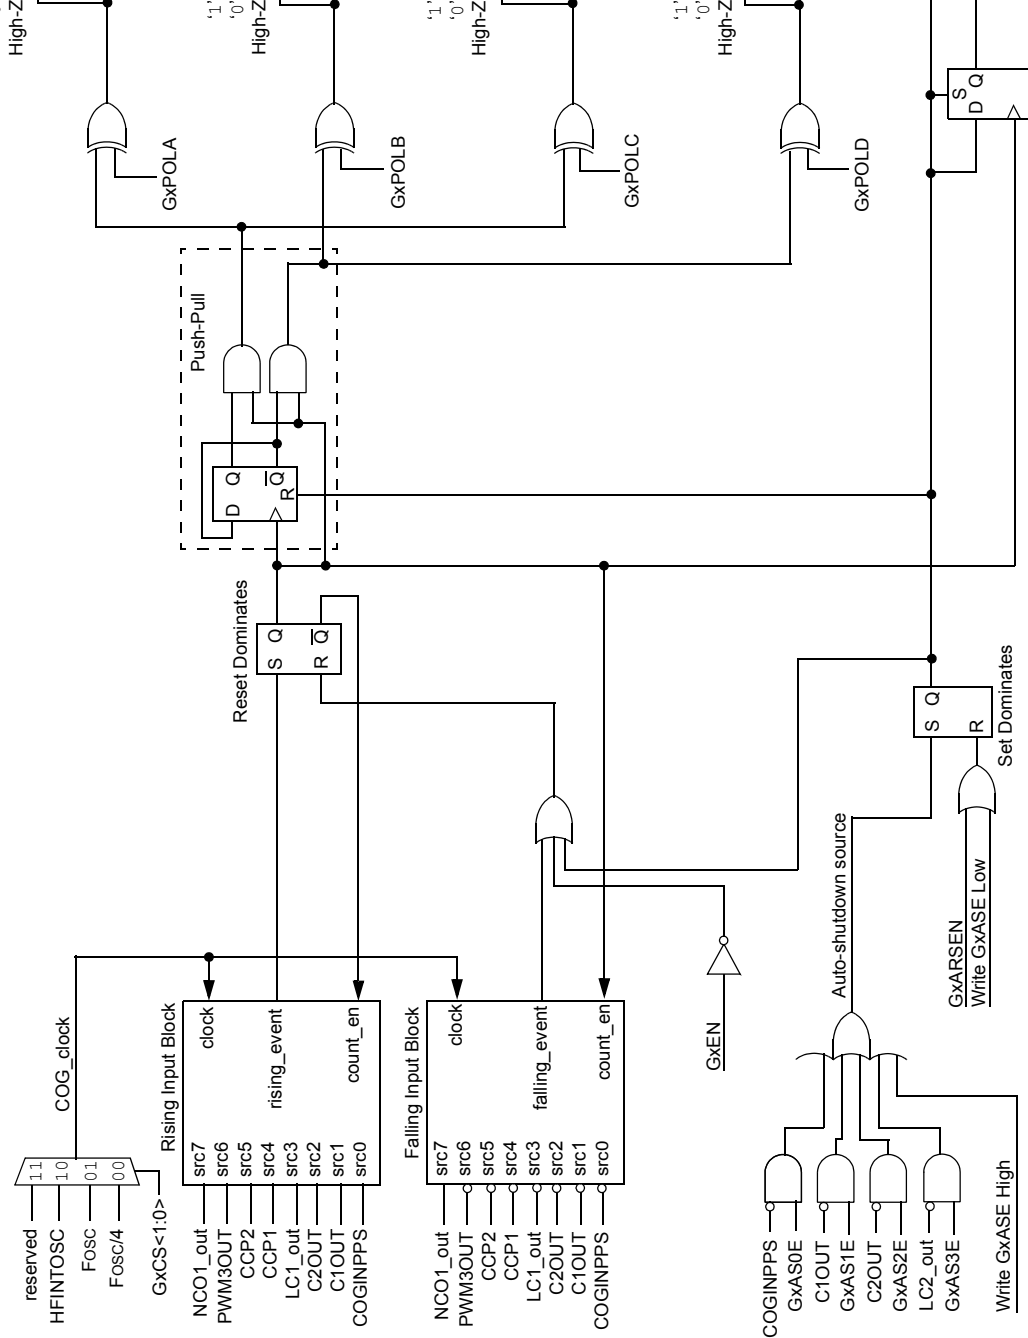 High-Z
'1'
'0'
High-Z
'1'
'0'
High-Z
'1'
'0'
High-Z
GxPOLA
GxPOLB
GxPOLC
GxPOLD
S
D Q
Push-Pull
D Q
Q
R
Reset Dominates
S Q
R Q
S Q
R
Set Dominates
Auto-shutdown source
GxARSEN
Write GxASE Low
COG_clock
reserved
HFINTOSC
FOSC
FOSC/4
11
10
01
00
GxCS<1:0>
Rising Input Block
clock
rising_event
count_en
src7
src6
src5
src4
src3
src2
src1
src0
NCO1_out
PWM3OUT
CCP2
CCP1
LC1_out
C2OUT
C1OUT
COGINPPS
Falling Input Block
clock
falling_event
count_en
src7
src6
src5
src4
src3
src2
src1
src0
NCO1_out
PWM3OUT
CCP2
CCP1
LC1_out
C2OUT
C1OUT
COGINPPS
GxEN
COGINPPS
GxAS0E
C1OUT
GxAS1E
C2OUT
GxAS2E
LC2_out
GxAS3E
Write GxASE High